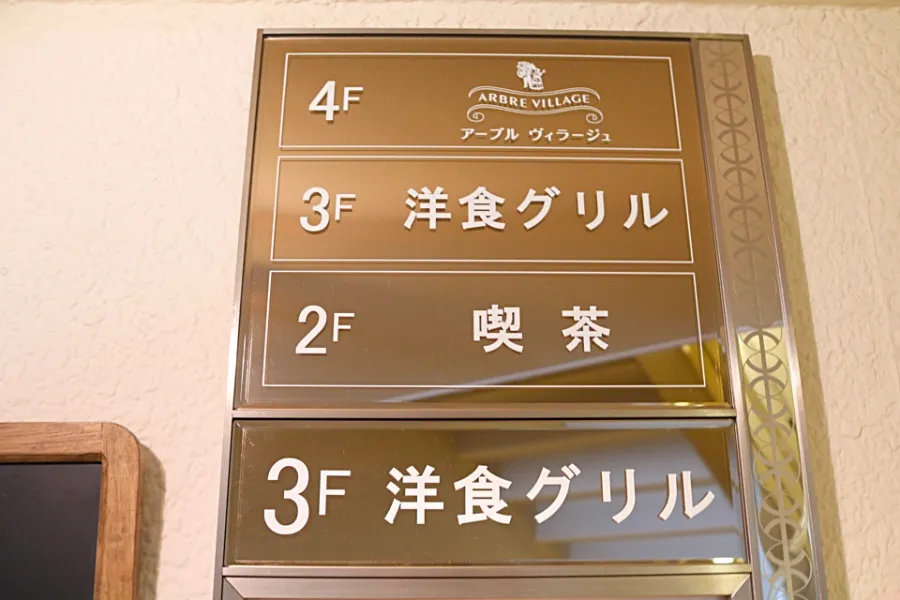 4F
ARBRE VILLAGE
アーブル ヴィラージュ
3F 洋食グリル
2F 喫 茶
3F 洋食グリル